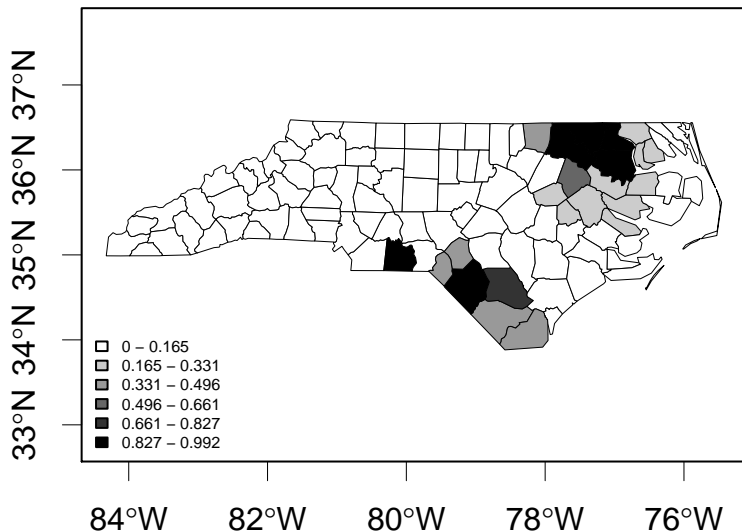 37°N
36°N
35°N
34°N
33°N
0 – 0.165
0.165 – 0.331
0.331 – 0.496
0.496 – 0.661
0.661 – 0.827
0.827 – 0.992
84°W 82°W 80°W 78°W 76°W